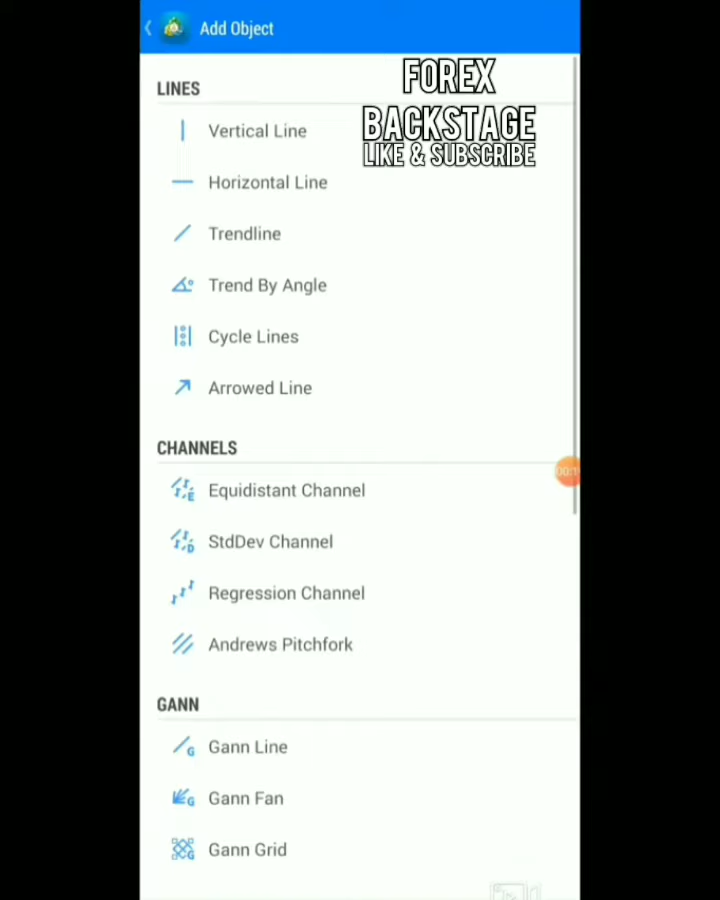 Add Object
FOREX
BACKSTAGE
LIKE & SUBSCRIBE
LINES
Vertical Line
Horizontal Line
Trendline
Trend By Angle
Cycle Lines
Arrowed Line
CHANNELS
Equidistant Channel
StdDev Channel
Regression Channel
Andrews Pitchfork
GANN
Gann Line
Gann Fan
Gann Grid